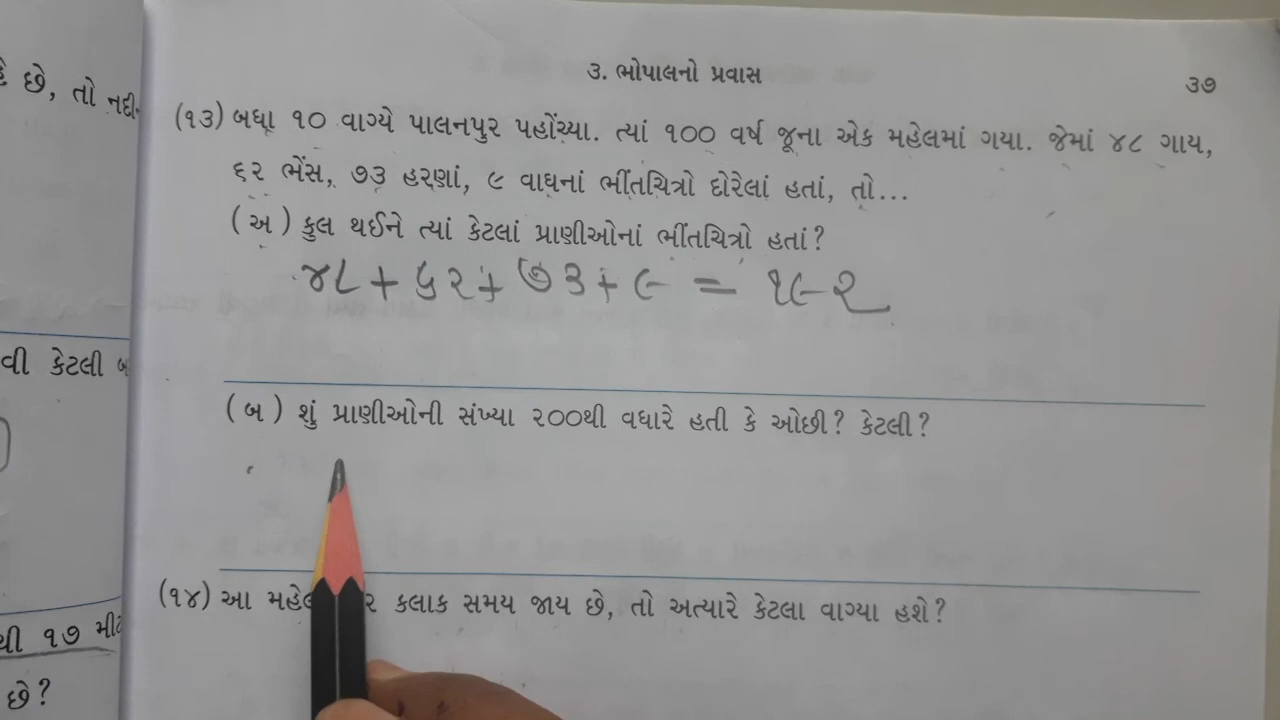 ૩. ભોપાલનો પ્રવાસ
૩૭
છે, તો નદી
(૧૩) બધા ૧૦ વાગ્યે પાલનપુર પહોંચ્યા. ત્યાં ૧૦૦ વર્ષ જૂના એક મહેલમાં ગયા. જેમાં ૪૮ ગાય,
૬૨ ભેંસ, ૭૩ હરણાં, ૯ વાઘનાં ભીંતચિત્રો દોરેલાં હતાં, તો...
(અ) કુલ થઈને ત્યાં કેટલાં પ્રાણીઓનાં ભીંતચિત્રો હતાં?
૪૮ + ૬૨ + ૭૩ + ૯ = ૧૯૨
વી કેટલી
(બ) શું પ્રાણીઓની સંખ્યા ૨૦૦થી વધારે હતી કે ઓછી? કેટલી?
(૧૪) આ મહે ૨ કલાક સમય જાય છે, તો અત્યારે કેટલા વાગ્યા હશે?
થી ૧૭
છે?